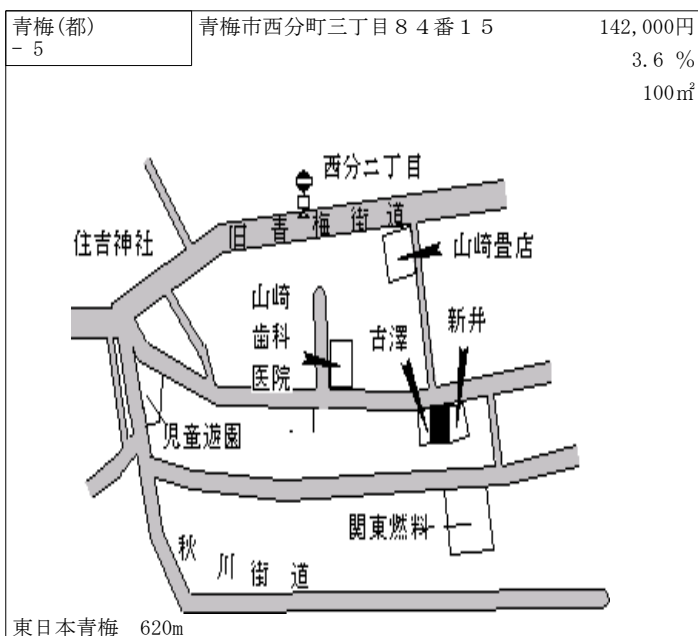 青梅(都)
- 5
青梅市西分町三丁目８４番１５
142,000円
3.6 %
100㎡
西分二丁目
旧青梅街道
住吉神社
山崎畳店
山崎
歯科
医院
古澤
新井
児童遊園
関東燃料
秋川街道
東日本青梅 620m